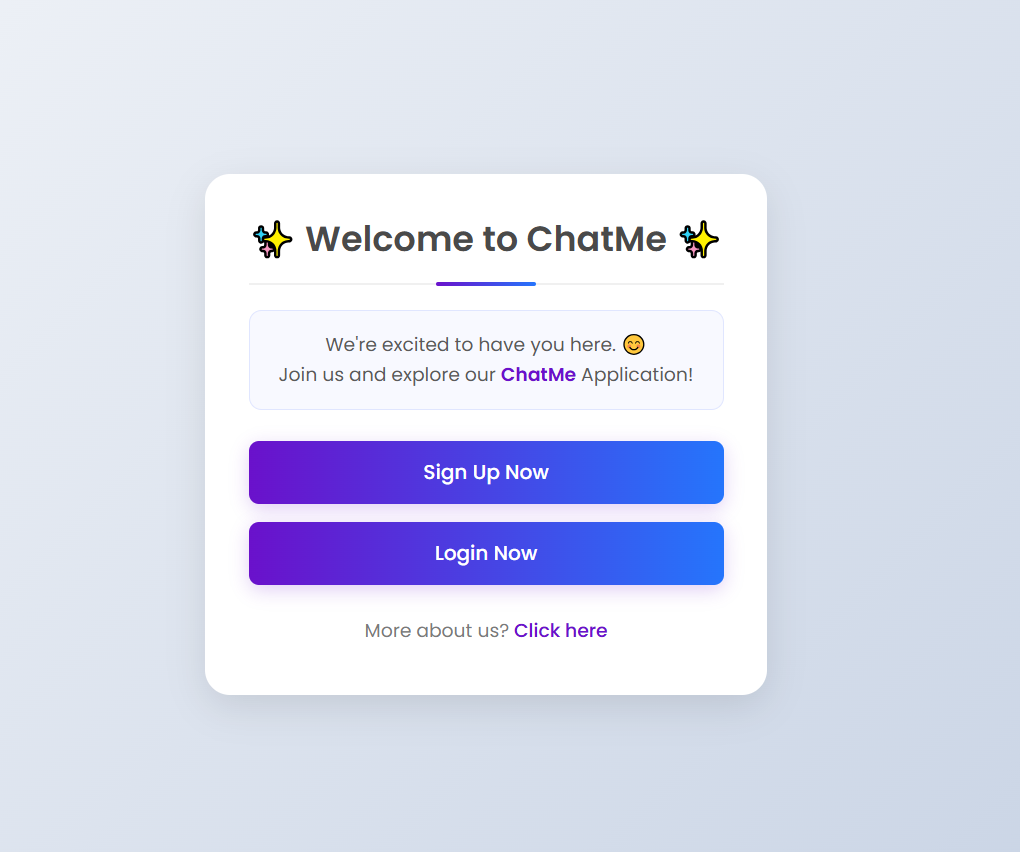 ✨ Welcome to ChatMe ✨
We're excited to have you here. 😊
Join us and explore our ChatMe Application!
Sign Up Now
Login Now
More about us? Click here